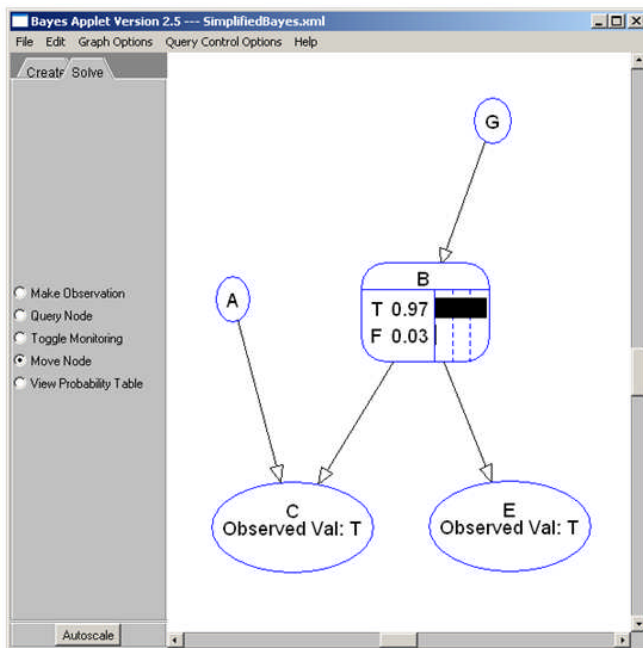 Bayes Applet Version 2.5 --- SimplifiedBayes.xml
File Edit Graph Options Query Control Options Help
Create Solve
G
B
T 0.97
F 0.03
A
Make Observation
Query Node
Toggle Monitoring
Move Node
View Probability Table
C
Observed Val: T
E
Observed Val: T
Autoscale